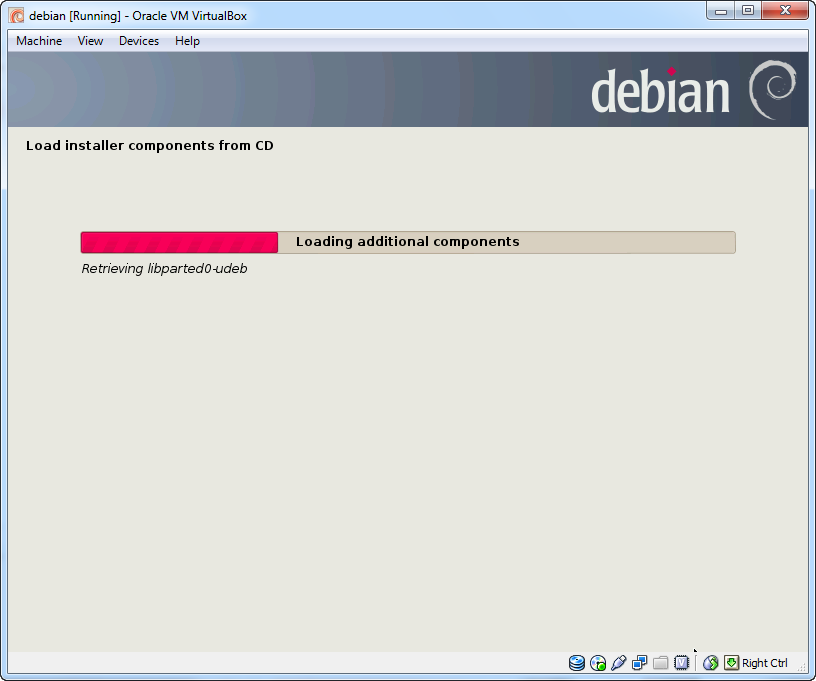 debian [Running] - Oracle VM VirtualBox
Machine View Devices Help
debian
Load installer components from CD
Loading additional components
Retrieving libparted0-udeb
Right Ctrl